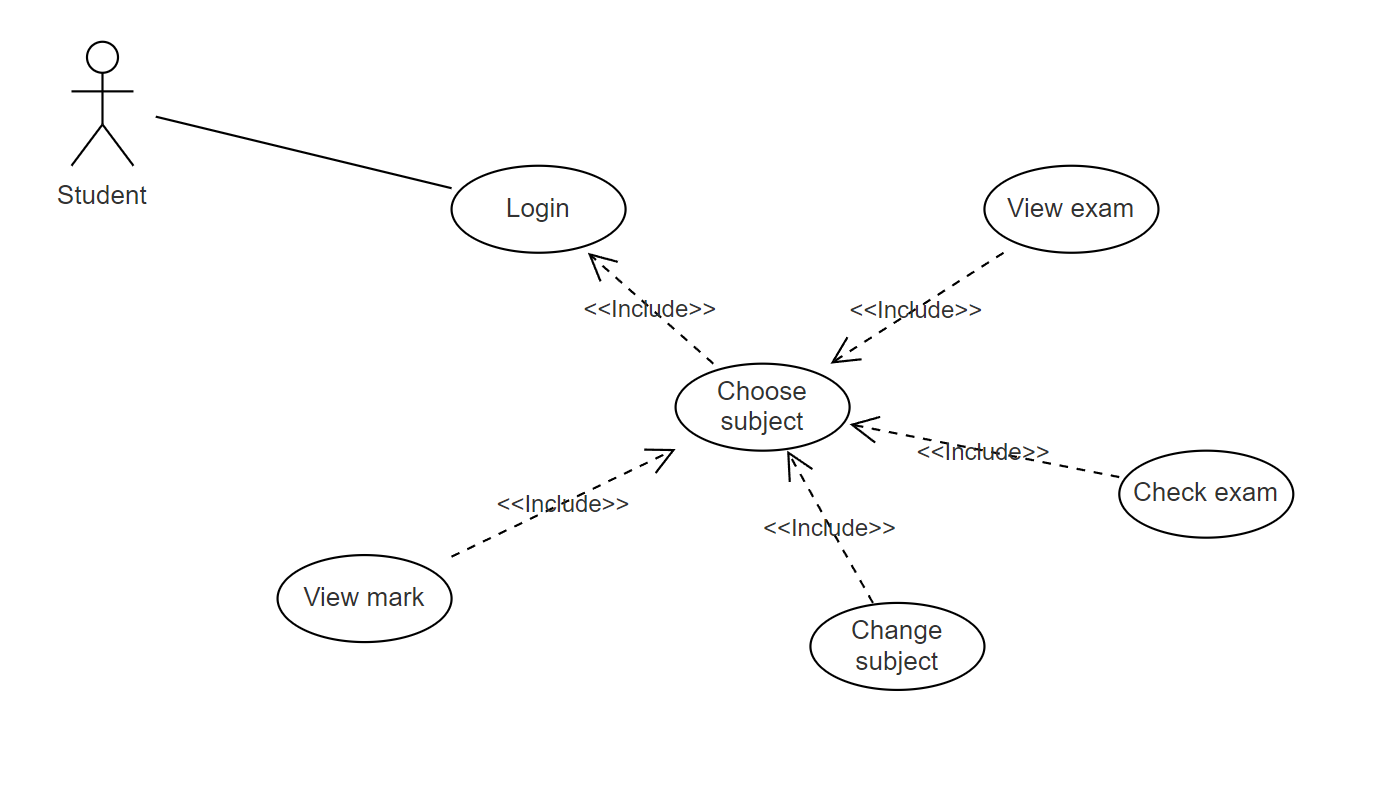 Student
Login
View exam
<<Include>>
<<Include>>
Choose
subject
<<Include>>
Check exam
<<Include>>
<<Include>>
View mark
Change
subject